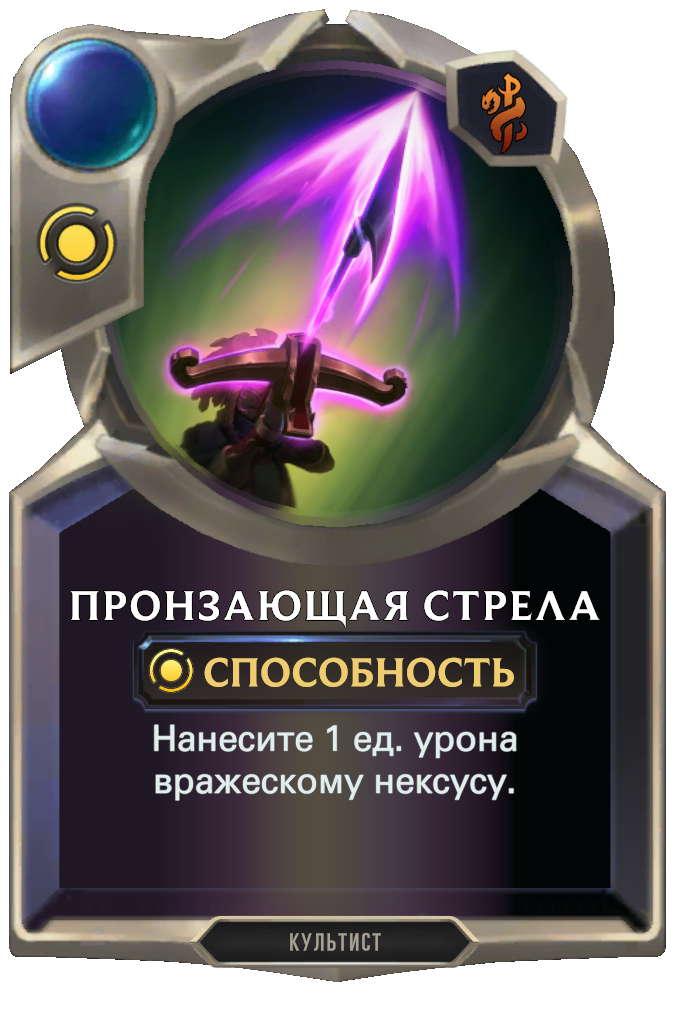 ПРОНЗАЮЩАЯ СТРЕЛА
СПОСОБНОСТЬ
Нанесите 1 ед. урона
вражескому нексусу.
КУЛЬТИСТ